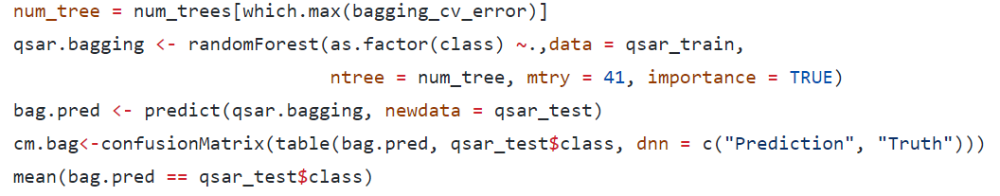 num_tree = num_trees[which.max(bagging_cv_error)]
qsar.bagging <- randomForest(as.factor(class) ~.,data = qsar_train,
                             ntree = num_tree, mtry = 41, importance = TRUE)
bag.pred <- predict(qsar.bagging, newdata = qsar_test)
cm.bag<-confusionMatrix(table(bag.pred, qsar_test$class, dnn = c("Prediction", "Truth")))
mean(bag.pred == qsar_test$class)